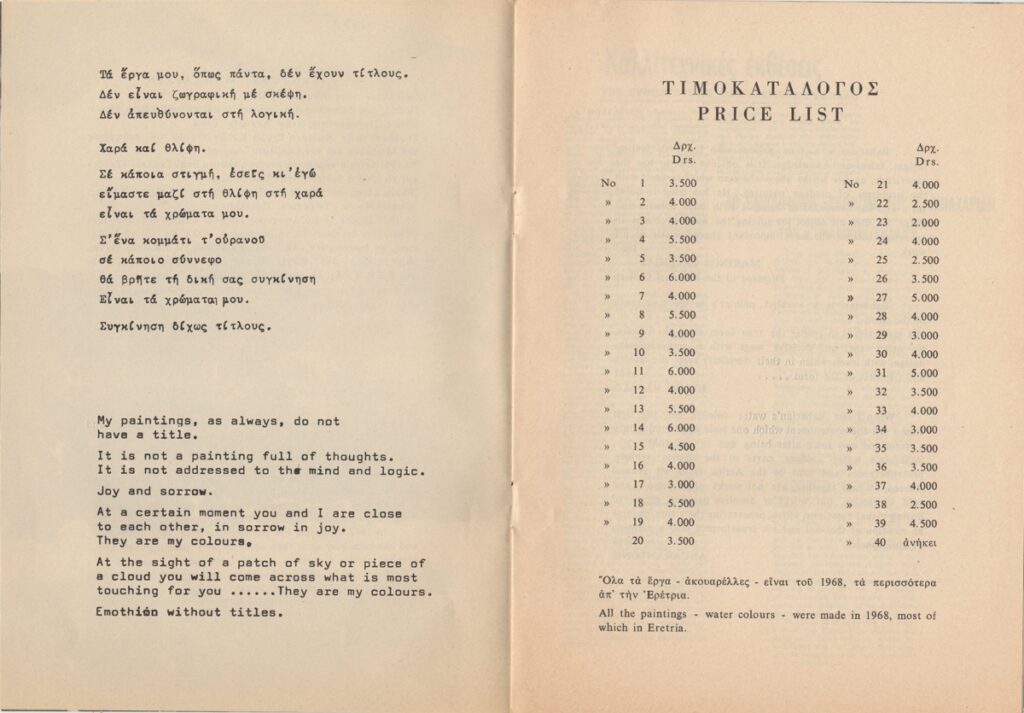 Τά ἔργα μου, ὅπως πάντα, δέν ἔχουν τίτλους.
Δέν εἶναι ζωγραφική μέ σκέψη.
Δέν ἀπευθύνονται στή λογική.
Χαρά καί θλίψη.
Σέ κάποια στιγμή, ἐσεῖς κι'ἐγώ
εἴμαστε μαζί στή θλίψη στή χαρά
εἶναι τά χρώματα μου.
Σ'ἕνα κομμάτι τ'οὐρανοῦ
σέ κάποιο σύννεφο
θά βρῆτε τή δική σας συγκίνηση
Εἶναι τά χρώματα μου.
Συγκίνηση δίχως τίτλους.
My paintings, as always, do not
have a title.
It is not a painting full of thoughts.
It is not addressed to the mind and logic.
Joy and sorrow.
At a certain moment you and I are close
to each other, in sorrow in joy.
They are my colours.
At the sight of a patch of sky or piece of
a cloud you will come across what is most
touching for you ......They are my colours.
Emothion without titles.
ΤΙΜΟΚΑΤΑΛΟΓΟΣ
PRICE LIST
Δρχ.
Drs.
No 1 3.500
» 2 4.000
» 3 4.000
» 4 5.500
» 5 3.500
» 6 6.000
» 7 4.000
» 8 5.500
» 9 4.000
» 10 3.500
» 11 6.000
» 12 4.000
» 13 5.500
» 14 6.000
» 15 4.500
» 16 4.000
» 17 3.000
» 18 5.500
» 19 4.000
20 3.500
Δρχ.
Drs.
No 21 4.000
» 22 2.500
» 23 2.000
» 24 4.000
» 25 2.500
» 26 3.500
» 27 5.000
» 28 4.000
» 29 3.000
» 30 4.000
» 31 5.000
» 32 3.500
» 33 4.000
» 34 3.000
» 35 3.500
» 36 3.500
» 37 4.000
» 38 2.500
» 39 4.500
» 40 ἀνήκει
Ὅλα τὰ ἔργα - ἀκουαρέλλες - εἶναι τοῦ 1968, τὰ περισσότερα
ἀπ' τὴν Ἐρέτρια.
All the paintings - water colours - were made in 1968, most of
which in Eretria.